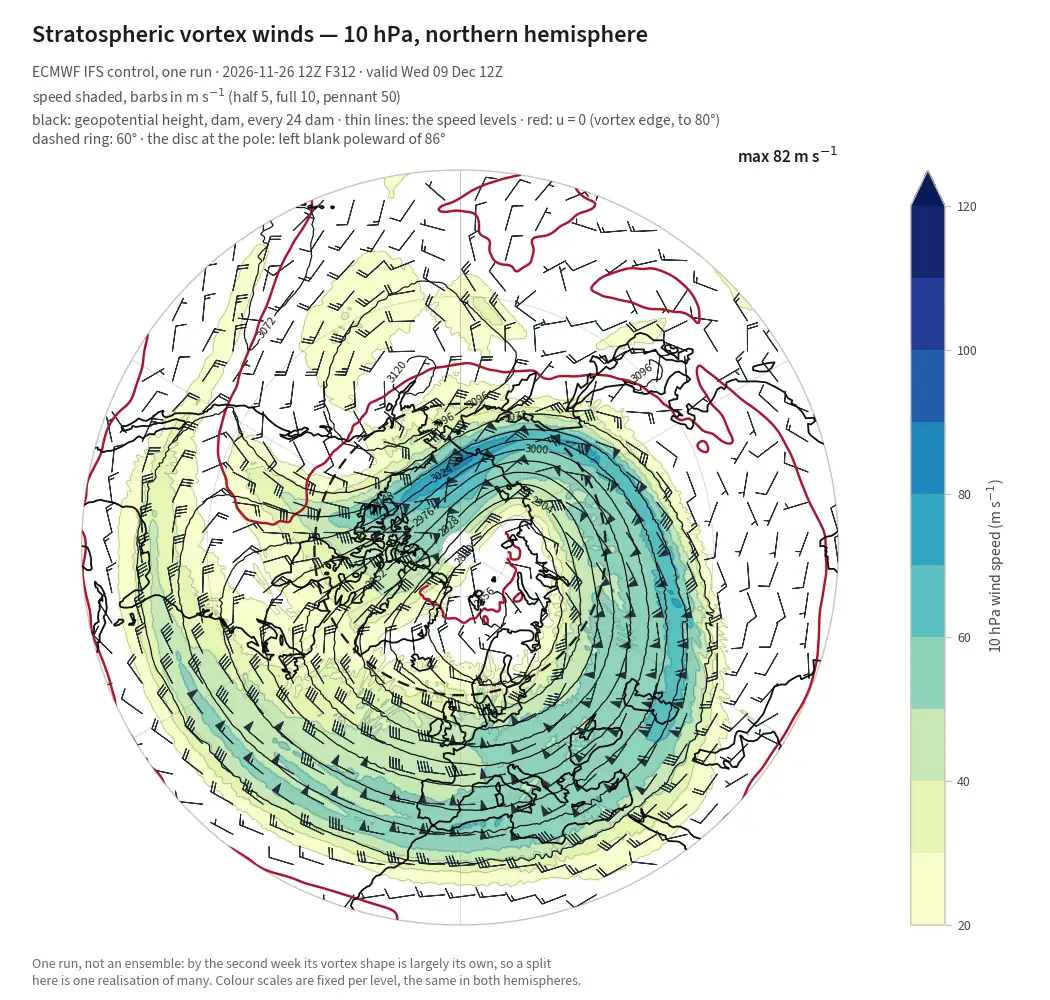 Stratospheric vortex winds — 10 hPa, northern hemisphere
ECMWF IFS control, one run · 2026-11-26 12Z F312 · valid Wed 09 Dec 12Z
speed shaded, barbs in m s⁻¹ (half 5, full 10, pennant 50)
black: geopotential height, dam, every 24 dam · thin lines: the speed levels · red: u = 0 (vortex edge, to 80°)
dashed ring: 60° · the disc at the pole: left blank poleward of 86°
max 82 m s⁻¹
120
100
80
60
40
20
10 hPa wind speed (m s⁻¹)
3072
3120
3096
3096
3000
3024
2976
2928
One run, not an ensemble: by the second week its vortex shape is largely its own, so a split
here is one realisation of many. Colour scales are fixed per level, the same in both hemispheres.